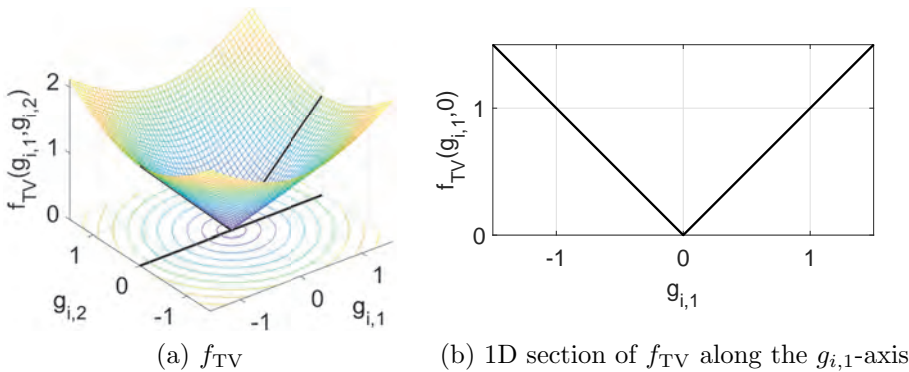 f_TV(g_i,1,g_i,2)
2
1
0
1
0
-1
g_i,2
-1
0
1
g_i,1
(a) f_TV
f_TV(g_i,1,0)
1
0
-1
0
1
g_i,1
(b) 1D section of f_TV along the g_i,1-axis